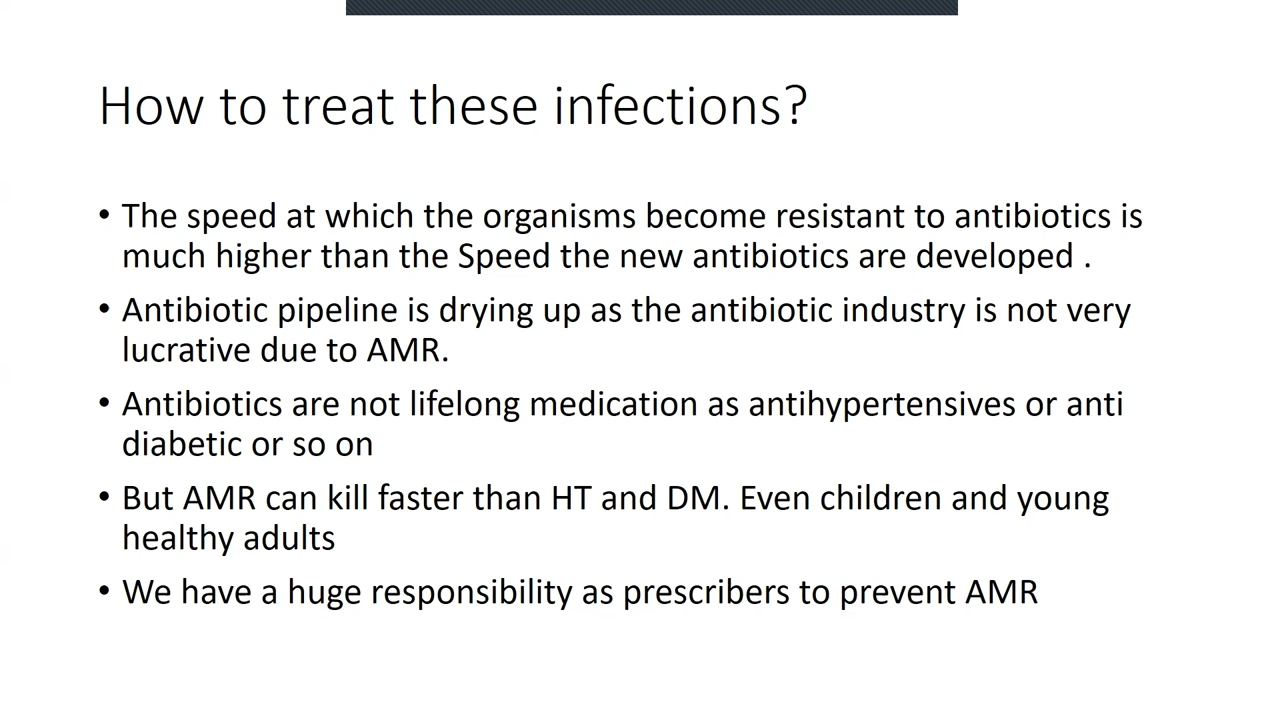 How to treat these infections?
• The speed at which the organisms become resistant to antibiotics is
much higher than the Speed the new antibiotics are developed .
• Antibiotic pipeline is drying up as the antibiotic industry is not very
lucrative due to AMR.
• Antibiotics are not lifelong medication as antihypertensives or anti
diabetic or so on
• But AMR can kill faster than HT and DM. Even children and young
healthy adults
• We have a huge responsibility as prescribers to prevent AMR